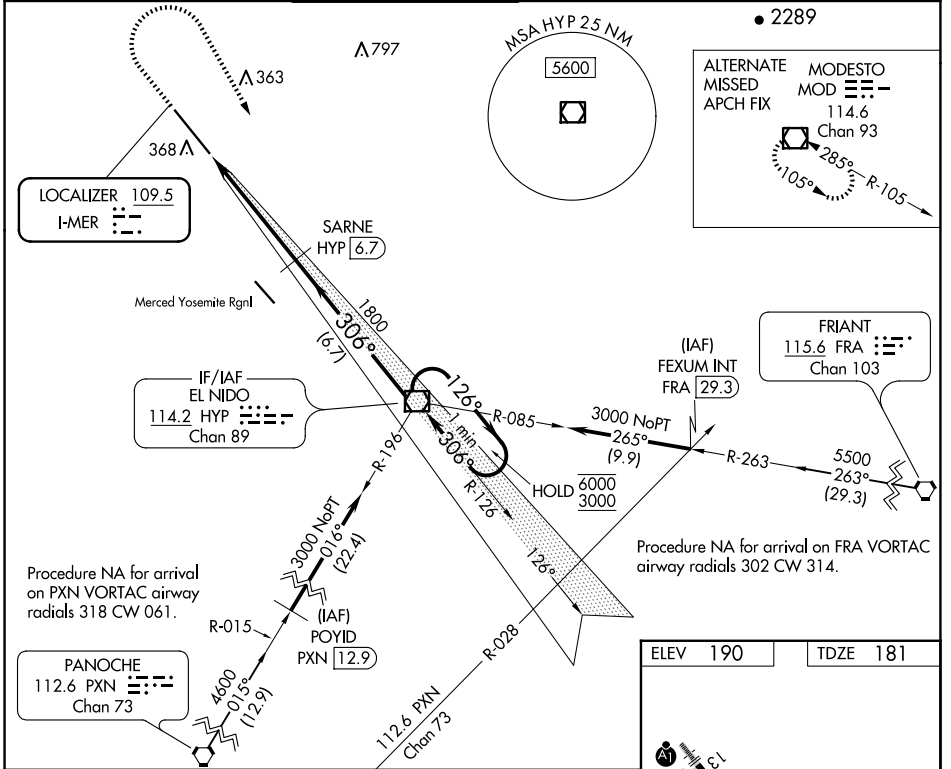 2289
797
363
368
MSA HYP 25 NM
5600
ALTERNATE
MISSED
APCH FIX
MODESTO
MOD
114.6
Chan 93
285°
R-105
105°
LOCALIZER 109.5
I-MER
SARNE
HYP 6.7
Merced Yosemite Rgnl
1800
306°
(6.7)
IF/IAF
EL NIDO
114.2 HYP
Chan 89
126°
1 min
306°
R-126
126°
HOLD 6000
3000
R-085
3000 NoPT
265°
(9.9)
(IAF)
FEXUM INT
FRA 29.3
FRIANT
115.6 FRA
Chan 103
R-263
5500
263°
(29.3)
R-196
3000 NoPT
016°
(22.4)
Procedure NA for arrival on FRA VORTAC
airway radials 302 CW 314.
Procedure NA for arrival
on PXN VORTAC airway
radials 318 CW 061.
(IAF)
POYID
PXN 12.9
R-015
4600
015°
(12.9)
PANOCHE
112.6 PXN
Chan 73
R-028
112.6 PXN
Chan 73
ELEV 190
TDZE 181
A1
13